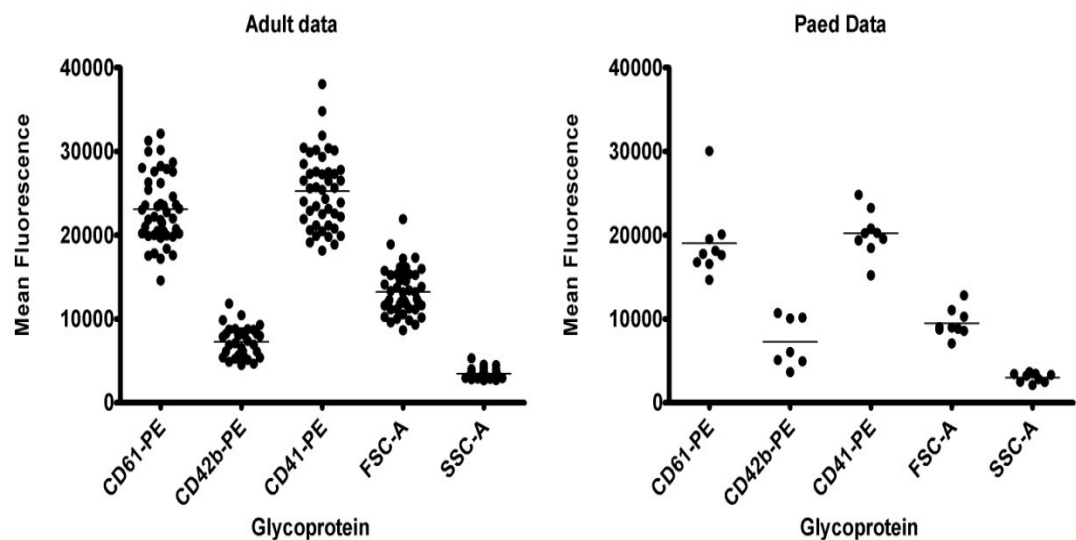 Adult data
Mean Fluorescence
40000
30000
20000
10000
0
CD61-PE
CD42b-PE
CD41-PE
FSC-A
SSC-A
Glycoprotein
Paed Data
Mean Fluorescence
40000
30000
20000
10000
0
CD61-PE
CD42b-PE
CD41-PE
FSC-A
SSC-A
Glycoprotein